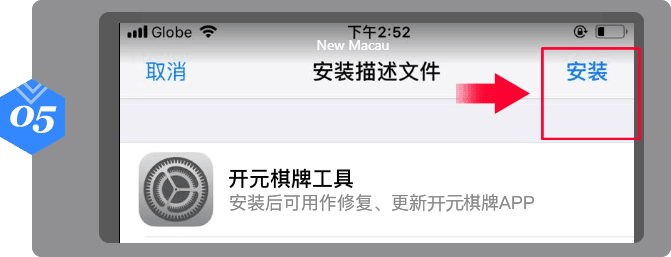 Globe 下午2:52
New Macau
取消 安装描述文件 安装
05
开元棋牌工具
安装后可用作修复、更新开元棋牌APP